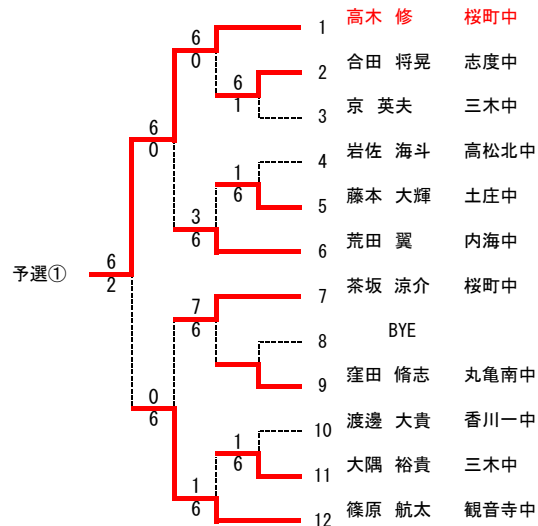 高木 修 桜町中
6
0
1
合田 将晃 志度中
6
1
2
京 英夫 三木中
3
6
0
岩佐 海斗 高松北中
4
1
6
藤本 大輝 土庄中
5
3
6
荒田 翼 内海中
6
予選①
6
2
茶坂 涼介 桜町中
7
7
6
BYE
8
窪田 脩志 丸亀南中
9
0
6
渡邊 大貴 香川一中
10
1
6
大隅 裕貴 三木中
11
1
6
篠原 航太 観音寺中
12